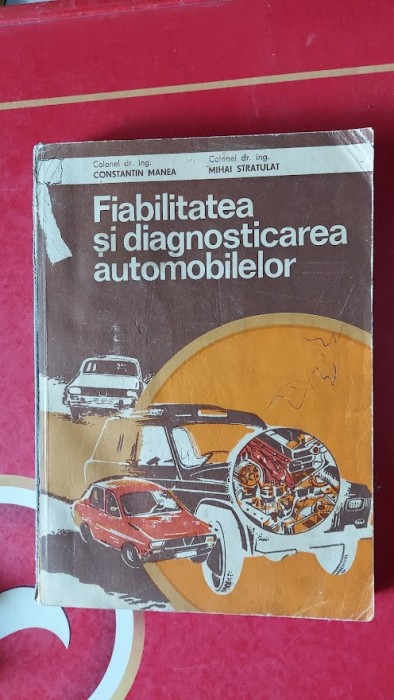 Colonel dr. ing.
CONSTANTIN MANEA
Colonel dr. ing.
MIHAI STRATULAT
Fiabilitatea
și diagnosticarea
automobilelor